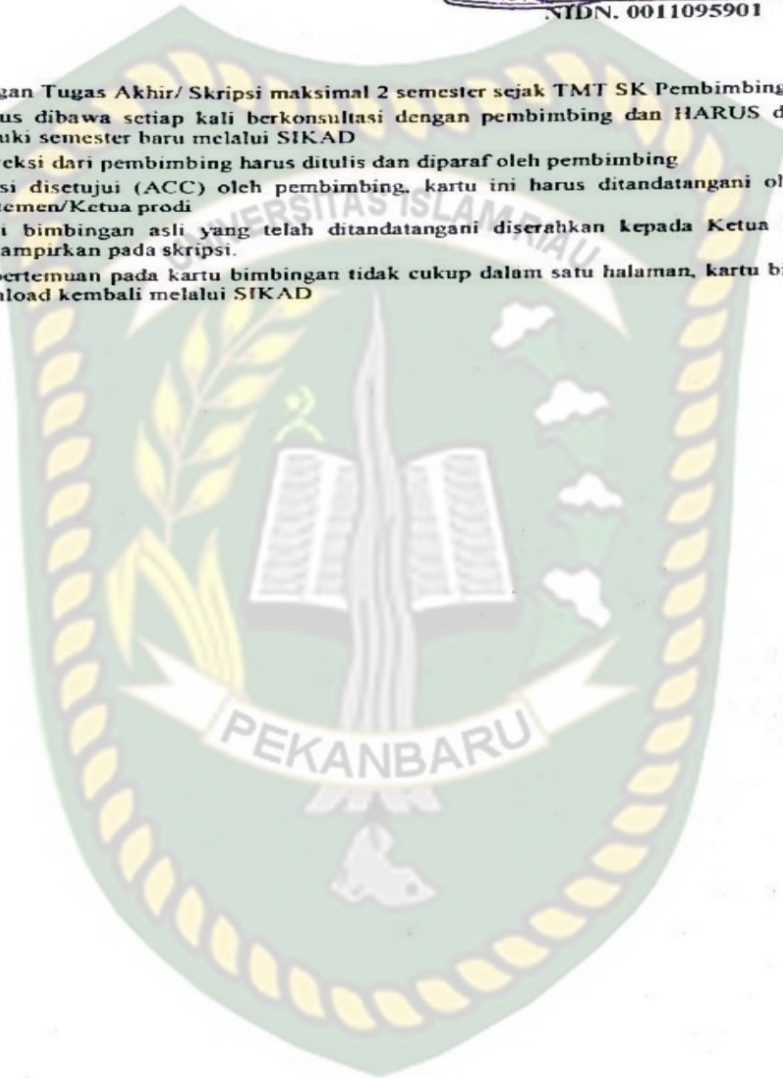 NIDN. 0011095901
gan Tugas Akhir/ Skripsi maksimal 2 semester sejak TMT SK Pembimbing
us dibawa setiap kali berkonsultasi dengan pembimbing dan HARUS d
uki semester baru melalui SIKAD
eksi dari pembimbing harus ditulis dan diparaf oleh pembimbing
si disetujui (ACC) oleh pembimbing, kartu ini harus ditandatangani ol
emen/Ketua prodi
i bimbingan asli yang telah ditandatangani diserahkan kepada Ketua
ampirkan pada skripsi.
pertemuan pada kartu bimbingan tidak cukup dalam satu halaman, kartu bi
nload kembali melalui SIKAD
UNIVERSITAS ISLAM RIAU
PEKANBARU